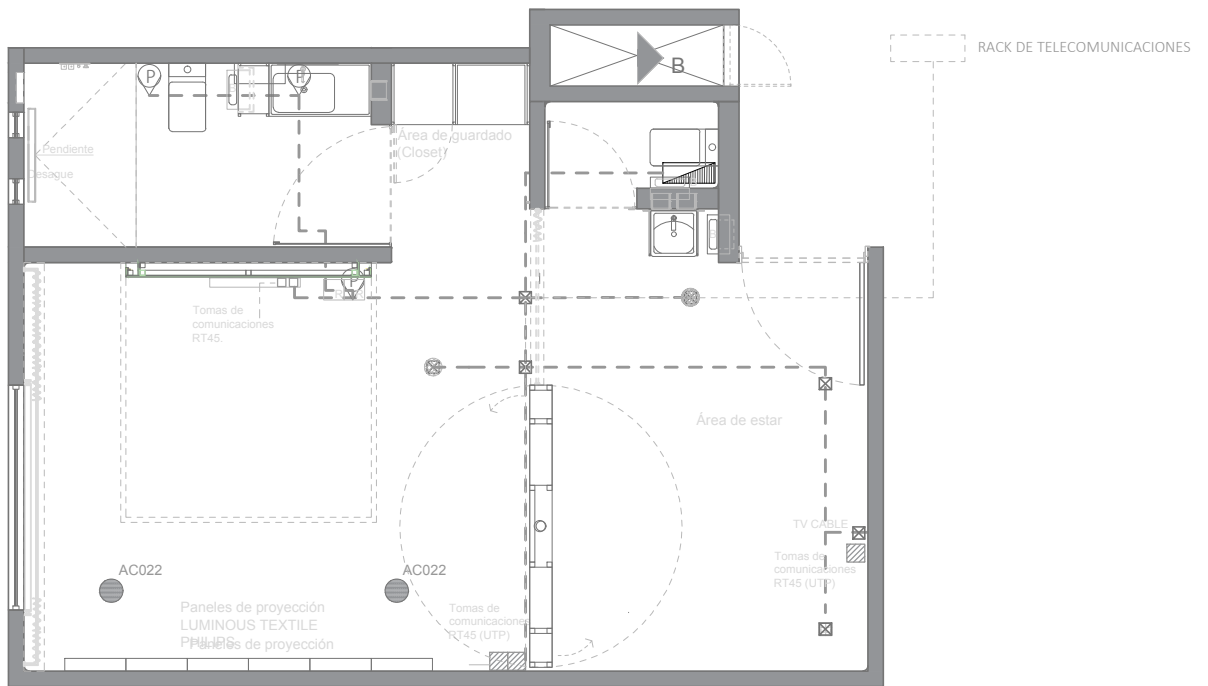 RACK DE TELECOMUNICACIONES
B
P
P
Área de guardado
(Closet)
Pendiente
Desague
P
Tomas de
comunicaciones
RT45.
Área de estar
TV CABLE
Tomas de
comunicaciones
RT45 (UTP)
AC022
AC022
Paneles de proyección
LUMINOUS TEXTILE
PHILIPS
Paneles de proyección
Tomas de
comunicaciones
RT45 (UTP)